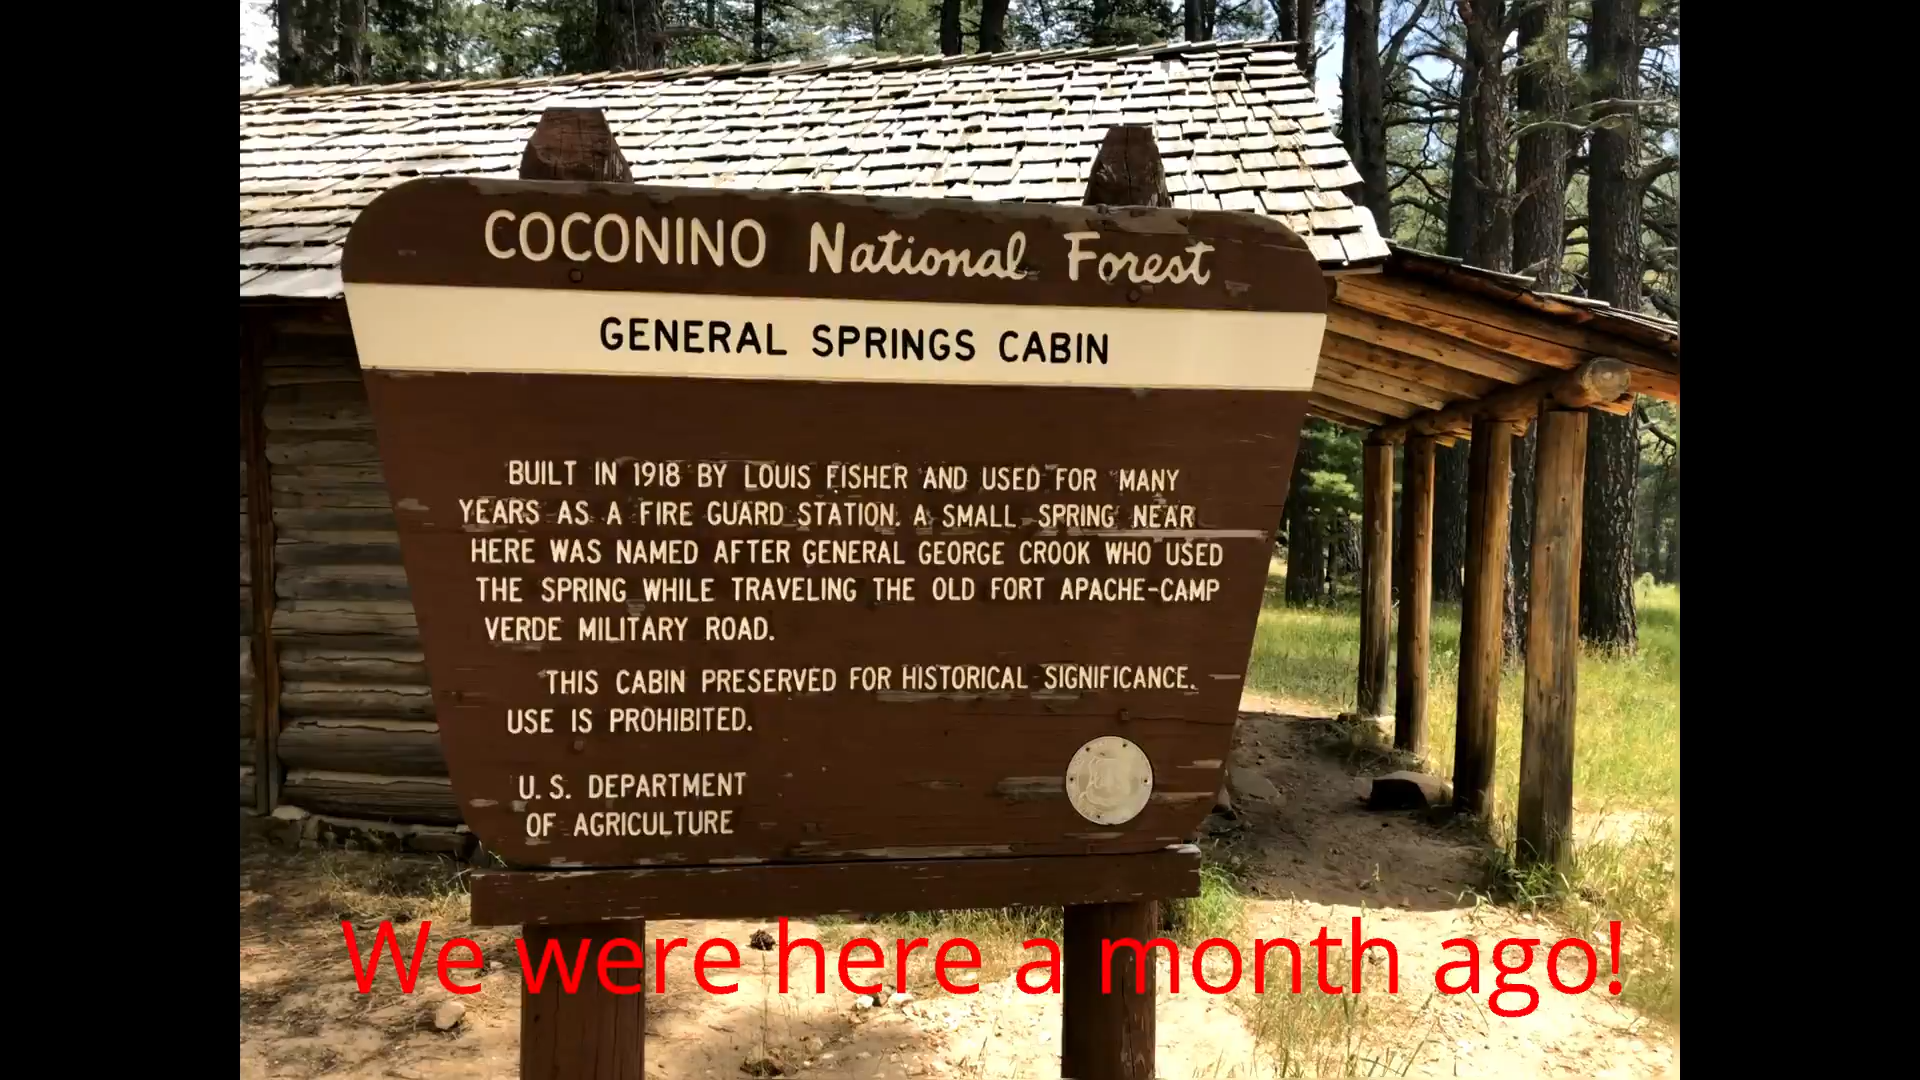 COCONINO National Forest
GENERAL SPRINGS CABIN
BUILT IN 1918 BY LOUIS FISHER AND USED FOR MANY
YEARS AS A FIRE GUARD STATION. A SMALL SPRING NEAR
HERE WAS NAMED AFTER GENERAL GEORGE CROOK WHO USED
THE SPRING WHILE TRAVELING THE OLD FORT APACHE-CAMP
VERDE MILITARY ROAD.
THIS CABIN PRESERVED FOR HISTORICAL SIGNIFICANCE.
USE IS PROHIBITED.
U.S. DEPARTMENT
OF AGRICULTURE
We were here a month ago!